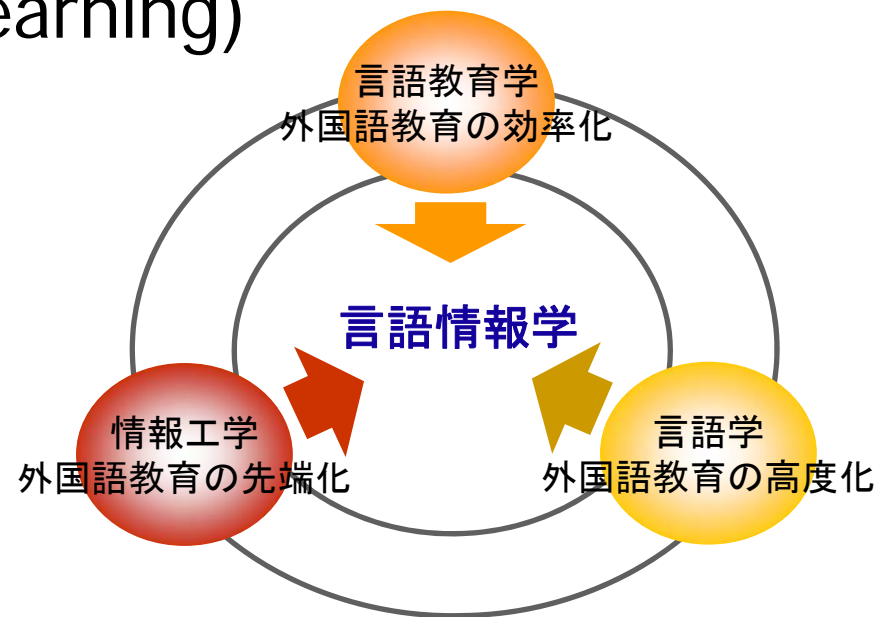 earning)
言語教育学
外国語教育の効率化
言語情報学
情報工学
外国語教育の先端化
言語学
外国語教育の高度化